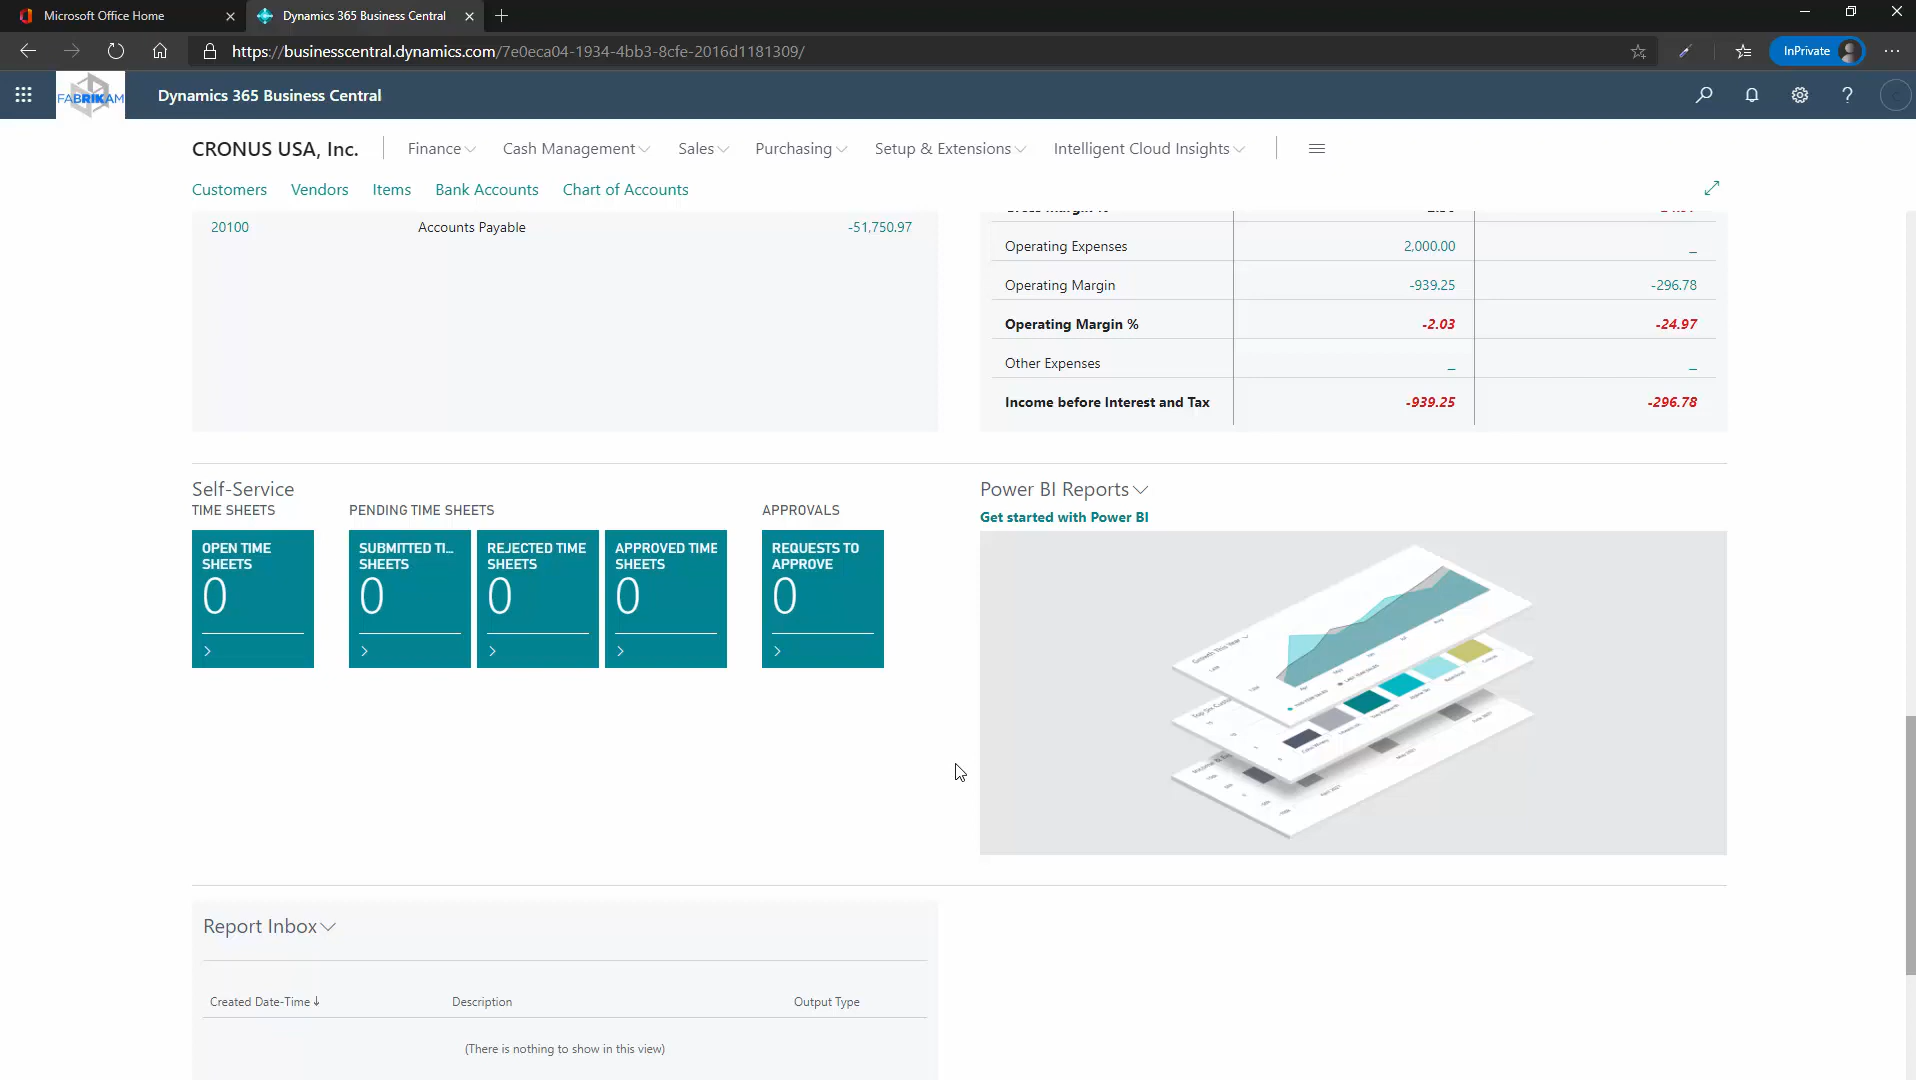 Microsoft Office Home
Dynamics 365 Business Central
https://businesscentral.dynamics.com/7e0eca04-1934-4bb3-8cfe-2016d1181309/
InPrivate
FABRIKAM
Dynamics 365 Business Central
CRONUS USA, Inc.
Finance
Cash Management
Sales
Purchasing
Setup & Extensions
Intelligent Cloud Insights
Customers
Vendors
Items
Bank Accounts
Chart of Accounts
20100 Accounts Payable -51,750.97
Operating Expenses 2,000.00 _
Operating Margin -939.25 -296.78
Operating Margin % -2.03 -24.97
Other Expenses _ _
Income before Interest and Tax -939.25 -296.78
Self-Service
TIME SHEETS
PENDING TIME SHEETS
APPROVALS
OPEN TIME
SHEETS
0
SUBMITTED TI...
SHEETS
0
REJECTED TIME
SHEETS
0
APPROVED TIME
SHEETS
0
REQUESTS TO
APPROVE
0
Power BI Reports
Get started with Power BI
Growth This Year
Report Inbox
Created Date-Time ↓ Description Output Type
(There is nothing to show in this view)